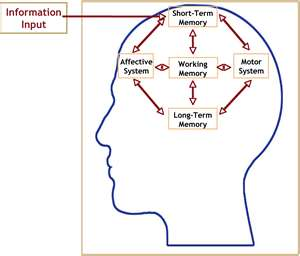 Information
Input
Short-Term
Memory
Affective
System
Working
Memory
Motor
System
Long-Term
Memory